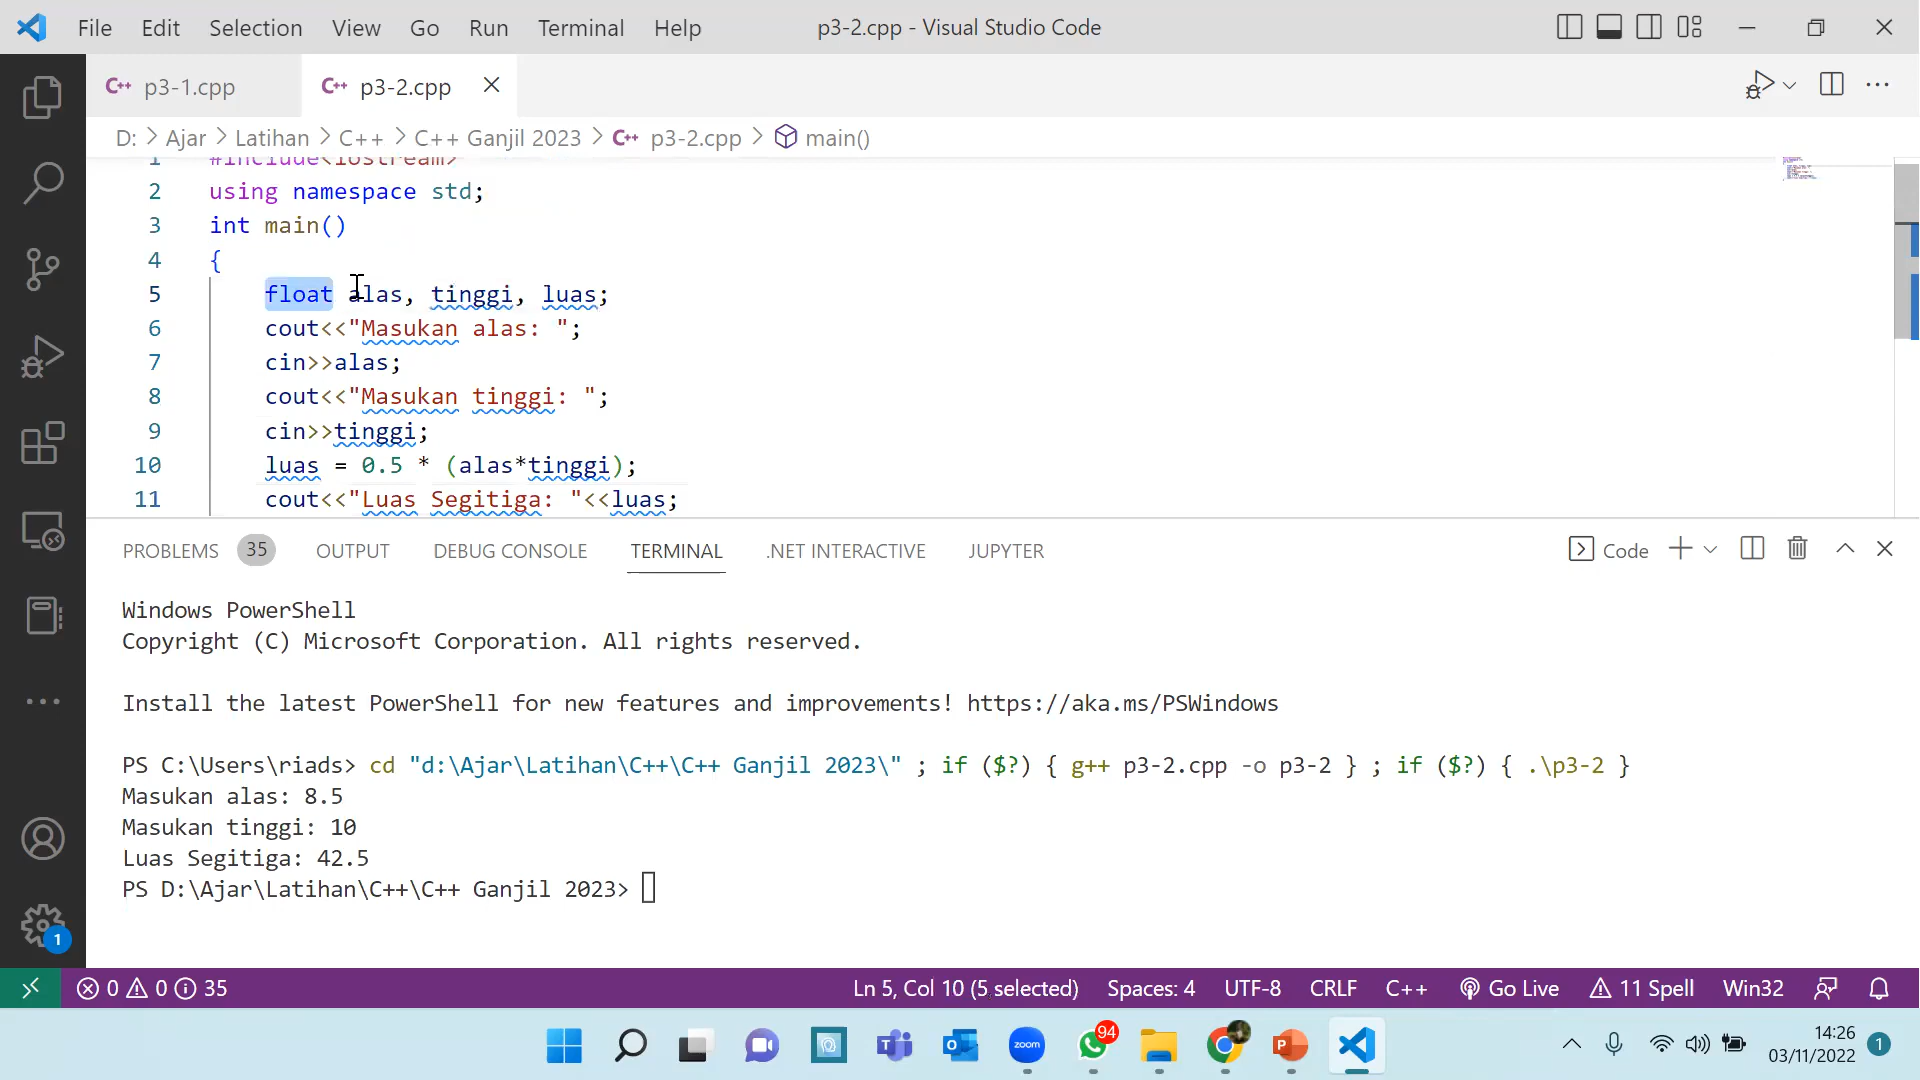 File Edit Selection View Go Run Terminal Help p3-2.cpp - Visual Studio Code
C++ p3-1.cpp C++ p3-2.cpp
D: > Ajar > Latihan > C++ > C++ Ganjil 2023 > C++ p3-2.cpp > main()
1 #include<iostream>
2 using namespace std;
3 int main()
4 {
5 float alas, tinggi, luas;
6 cout<<"Masukan alas: ";
7 cin>>alas;
8 cout<<"Masukan tinggi: ";
9 cin>>tinggi;
10 luas = 0.5 * (alas*tinggi);
11 cout<<"Luas Segitiga: "<<luas;
PROBLEMS 35 OUTPUT DEBUG CONSOLE TERMINAL .NET INTERACTIVE JUPYTER Code
Windows PowerShell
Copyright (C) Microsoft Corporation. All rights reserved.
Install the latest PowerShell for new features and improvements! https://aka.ms/PSWindows
PS C:\Users\riads> cd "d:\Ajar\Latihan\C++\C++ Ganjil 2023\" ; if ($?) { g++ p3-2.cpp -o p3-2 } ; if ($?) { .\p3-2 }
Masukan alas: 8.5
Masukan tinggi: 10
Luas Segitiga: 42.5
PS D:\Ajar\Latihan\C++\C++ Ganjil 2023>
1
0 0 35 Ln 5, Col 10 (5 selected) Spaces: 4 UTF-8 CRLF C++ Go Live 11 Spell Win32
zoom 94 14:26
03/11/2022 1